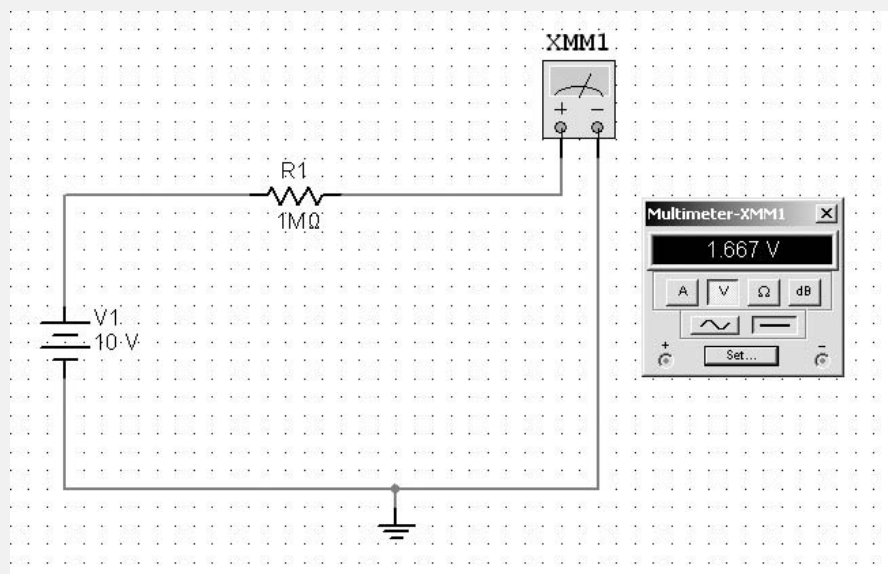 XMM1
+ −
R1
1MΩ
V1
10 V
Multimeter-XMM1
1.667 V
A V Ω dB
+ −
Set...